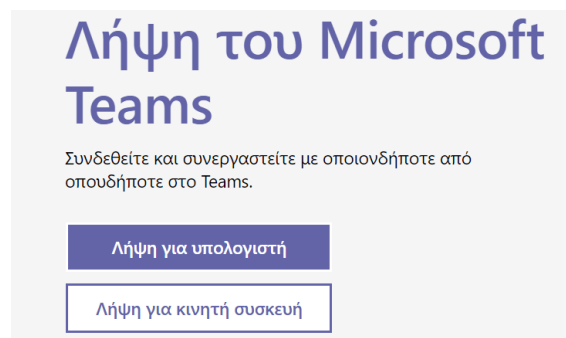 Λήψη του Microsoft
Teams
Συνδεθείτε και συνεργαστείτε με οποιονδήποτε από
οπουδήποτε στο Teams.
Λήψη για υπολογιστή
Λήψη για κινητή συσκευή